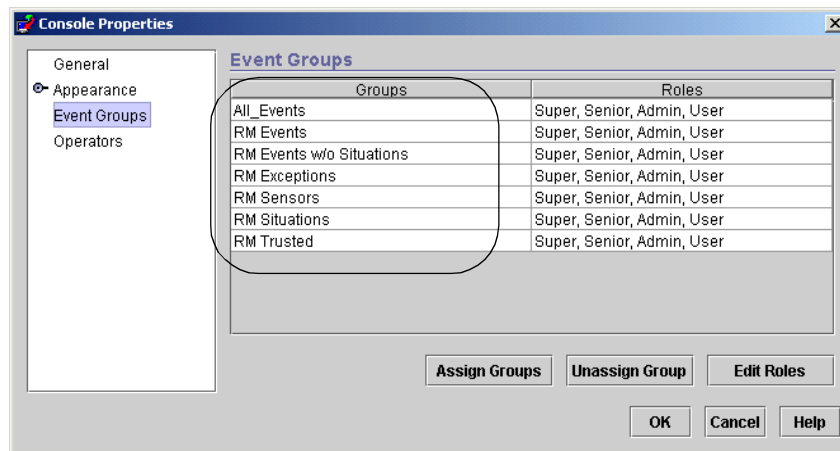 Console Properties
General
Appearance
Event Groups
Operators
Event Groups
Groups Roles
All_Events Super, Senior, Admin, User
RM Events Super, Senior, Admin, User
RM Events w/o Situations Super, Senior, Admin, User
RM Exceptions Super, Senior, Admin, User
RM Sensors Super, Senior, Admin, User
RM Situations Super, Senior, Admin, User
RM Trusted Super, Senior, Admin, User
Assign Groups Unassign Group Edit Roles
OK Cancel Help